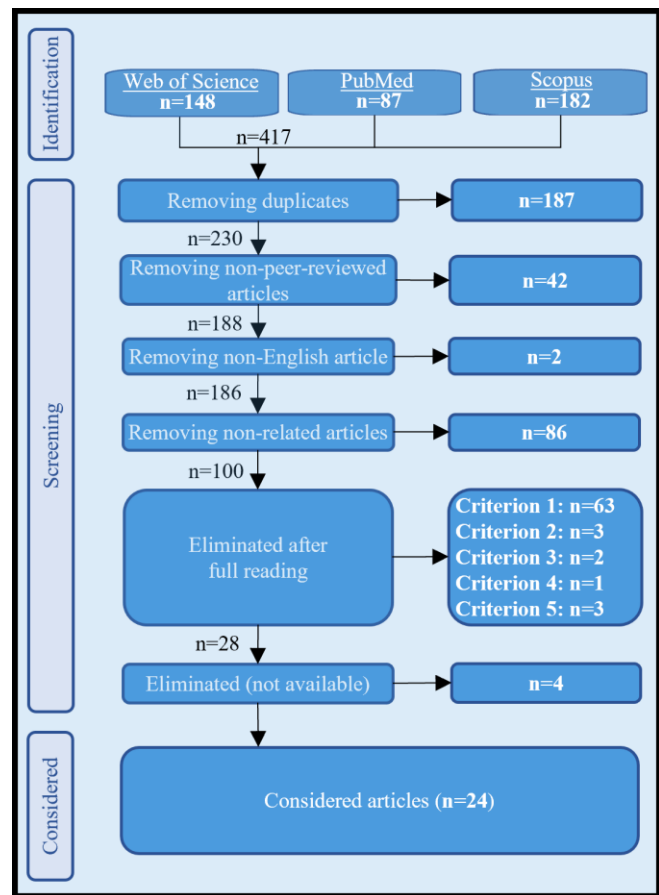 Identification
Web of Science
n=148
PubMed
n=87
Scopus
n=182
n=417
Screening
Removing duplicates
n=187
n=230
Removing non-peer-reviewed
articles
n=42
n=188
Removing non-English article
n=2
n=186
Removing non-related articles
n=86
n=100
Eliminated after
full reading
Criterion 1: n=63
Criterion 2: n=3
Criterion 3: n=2
Criterion 4: n=1
Criterion 5: n=3
n=28
Eliminated (not available)
n=4
Considered
Considered articles (n=24)